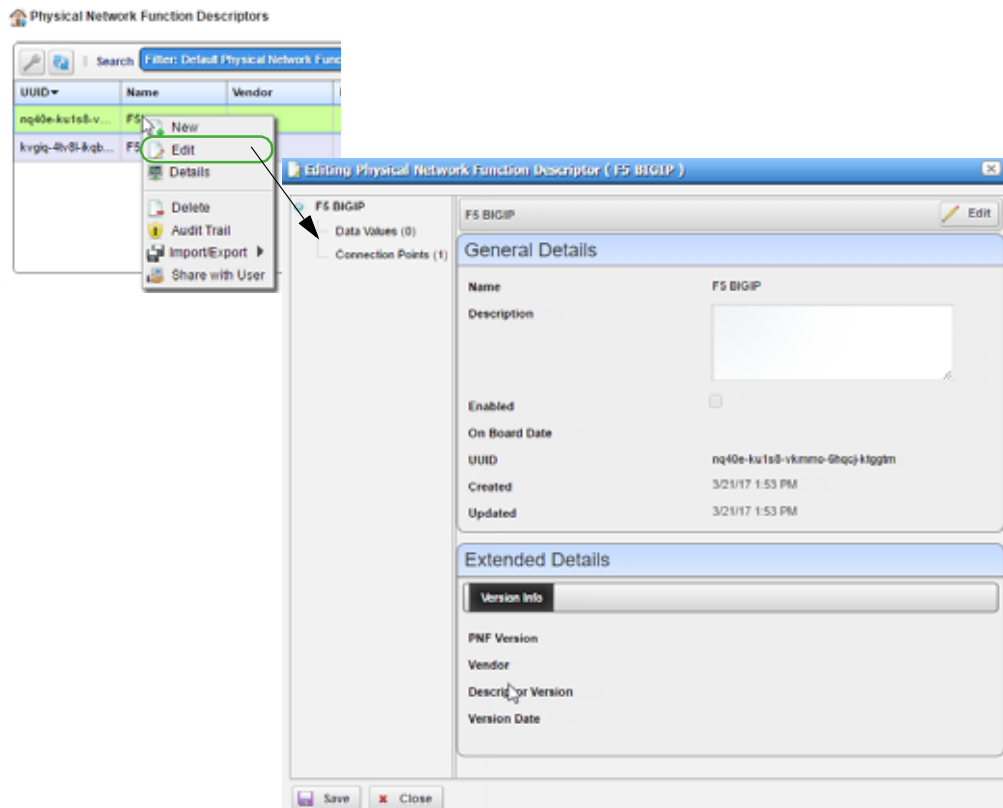 Physical Network Function Descriptors
Search Filter: Default Physical Network Func
UUID Name Vendor
nq40e-ku1s8-v... F5
kvgiq-4lv8i-ikqb... F5
New
Edit
Details
Delete
Audit Trail
Import/Export
Share with User
Editing Physical Network Function Descriptor ( F5 BIGIP )
F5 BIGIP
Data Values (0)
Connection Points (1)
F5 BIGIP Edit
General Details
Name F5 BIGIP
Description
Enabled
On Board Date
UUID nq40e-ku1s8-vkmmo-6hqcj-ktggtm
Created 3/21/17 1:53 PM
Updated 3/21/17 1:53 PM
Extended Details
Version Info
PNF Version
Vendor
Descriptor Version
Version Date
Save Close